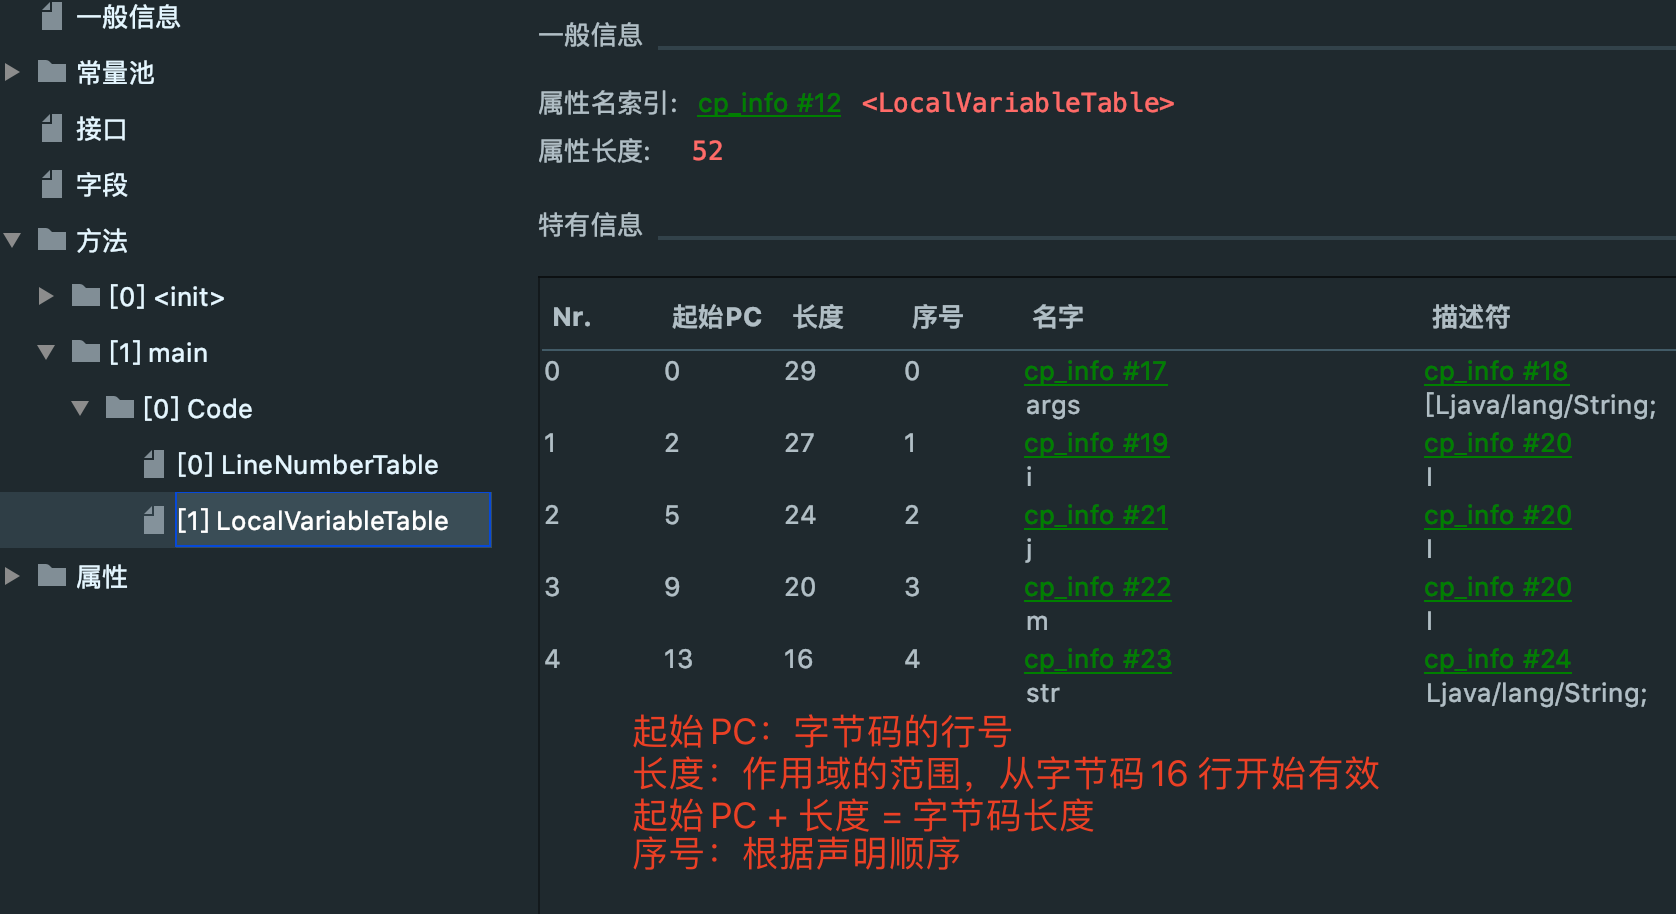 一般信息
常量池
接口
字段
方法
[0] <init>
[1] main
[0] Code
[0] LineNumberTable
[1] LocalVariableTable
属性
一般信息
属性名索引: cp_info #12 <LocalVariableTable>
属性长度: 52
特有信息
Nr. 起始PC 长度 序号 名字 描述符
0 0 29 0 cp_info #17 cp_info #18
args [Ljava/lang/String;
1 2 27 1 cp_info #19 cp_info #20
i I
2 5 24 2 cp_info #21 cp_info #20
j I
3 9 20 3 cp_info #22 cp_info #20
m I
4 13 16 4 cp_info #23 cp_info #24
str Ljava/lang/String;
起始 PC：字节码的行号
长度：作用域的范围，从字节码 16 行开始有效
起始 PC + 长度 = 字节码长度
序号：根据声明顺序